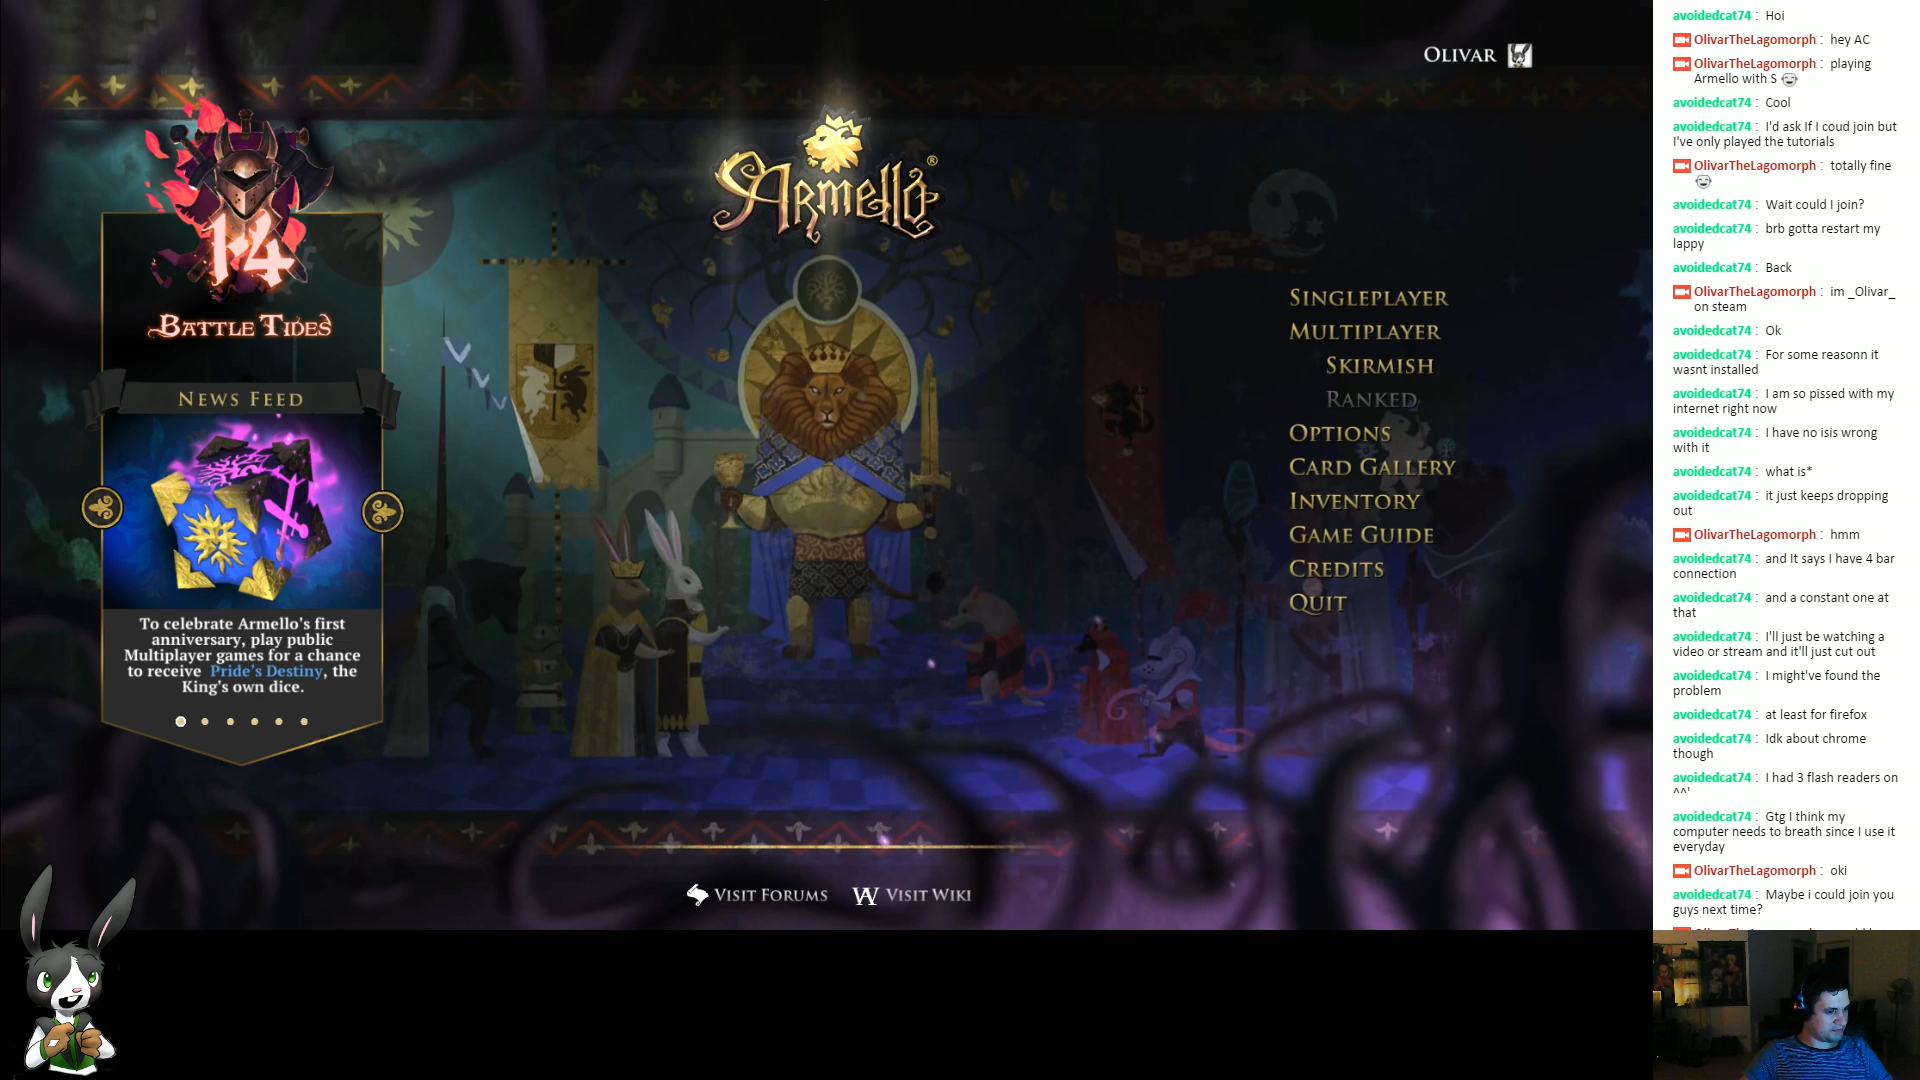 OLIVAR
ARMELLO®
1.4
BATTLE TIDES
NEWS FEED
To celebrate Armello's first
anniversary, play public
Multiplayer games for a chance
to receive Pride's Destiny, the
King's own dice.
SINGLEPLAYER
MULTIPLAYER
SKIRMISH
RANKED
OPTIONS
CARD GALLERY
INVENTORY
GAME GUIDE
CREDITS
QUIT
VISIT FORUMS
W VISIT WIKI
avoidedcat74 : Hoi
OlivarTheLagomorph : hey AC
OlivarTheLagomorph : playing
Armello with S
avoidedcat74 : Cool
avoidedcat74 : I'd ask If I coud join but
I've only played the tutorials
OlivarTheLagomorph : totally fine
avoidedcat74 : Wait could I join?
avoidedcat74 : brb gotta restart my
lappy
avoidedcat74 : Back
OlivarTheLagomorph : im _Olivar_
on steam
avoidedcat74 : Ok
avoidedcat74 : For some reasonn it
wasnt installed
avoidedcat74 : I am so pissed with my
internet right now
avoidedcat74 : I have no isis wrong
with it
avoidedcat74 : what is*
avoidedcat74 : it just keeps dropping
out
OlivarTheLagomorph : hmm
avoidedcat74 : and It says I have 4 bar
connection
avoidedcat74 : and a constant one at
that
avoidedcat74 : I'll just be watching a
video or stream and it'll just cut out
avoidedcat74 : I might've found the
problem
avoidedcat74 : at least for firefox
avoidedcat74 : Idk about chrome
though
avoidedcat74 : I had 3 flash readers on
^^'
avoidedcat74 : Gtg I think my
computer needs to breath since I use it
everyday
OlivarTheLagomorph : oki
avoidedcat74 : Maybe i could join you
guys next time?